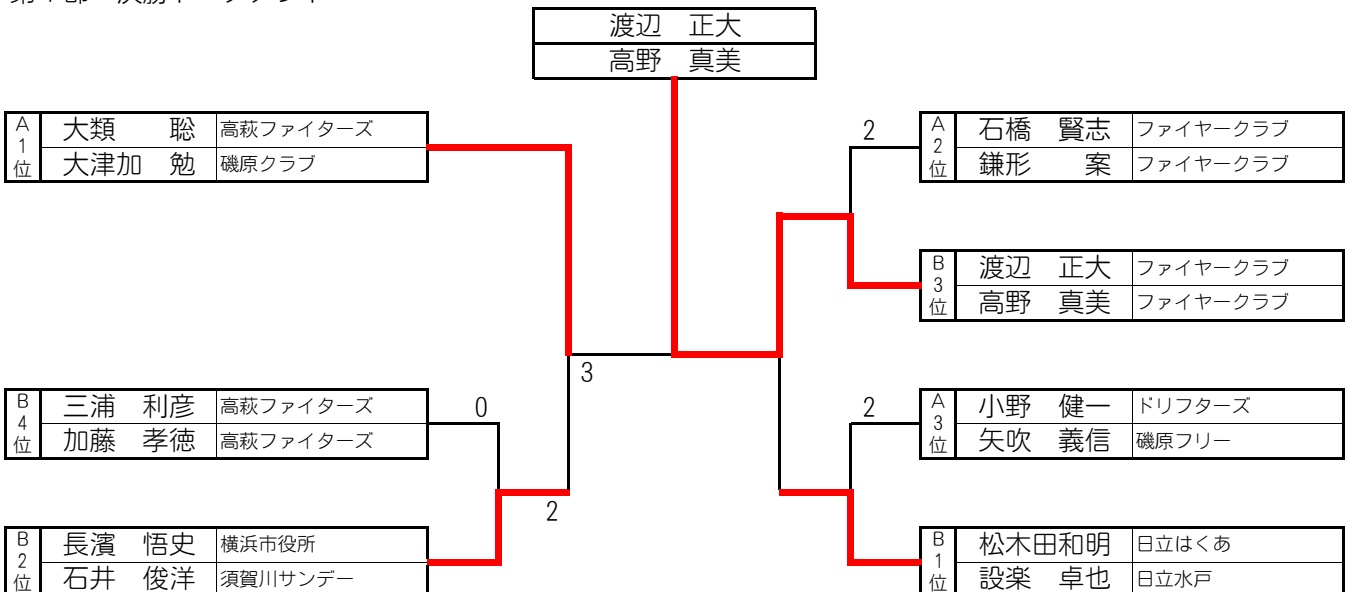 渡辺　正大
高野　真美
A1位 大類　聡 高萩ファイターズ
大津加　勉 磯原クラブ
2
A2位 石橋　賢志 ファイヤークラブ
鎌形　案 ファイヤークラブ
B3位 渡辺　正大 ファイヤークラブ
高野　真美 ファイヤークラブ
3
B4位 三浦　利彦 高萩ファイターズ
加藤　孝徳 高萩ファイターズ
0
2
A3位 小野　健一 ドリフターズ
矢吹　義信 磯原フリー
2
B2位 長濱　悟史 横浜市役所
石井　俊洋 須賀川サンデー
B1位 松木田和明 日立はくあ
設楽　卓也 日立水戸